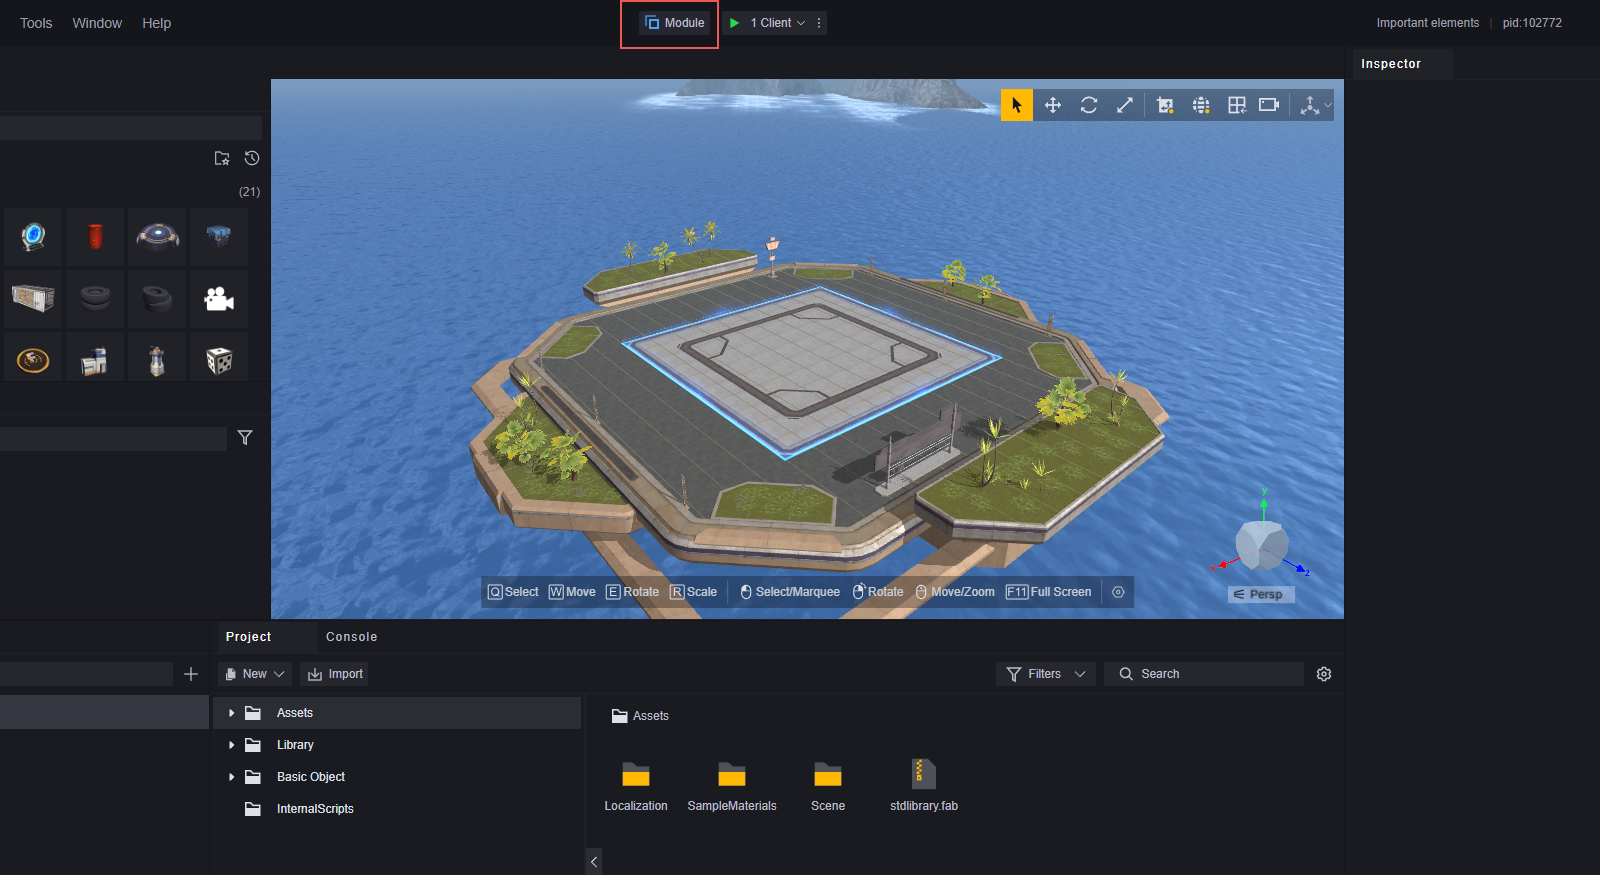 Tools Window Help Module 1 Client Important elements pid:102772
Inspector
(21)
y
x
z
Persp
Q Select W Move E Rotate R Scale Select/Marquee Rotate Move/Zoom F11 Full Screen
Project Console
New Import Filters Search
Assets
Library
Basic Object
InternalScripts
Assets
Localization SampleMaterials Scene stdlibrary.fab